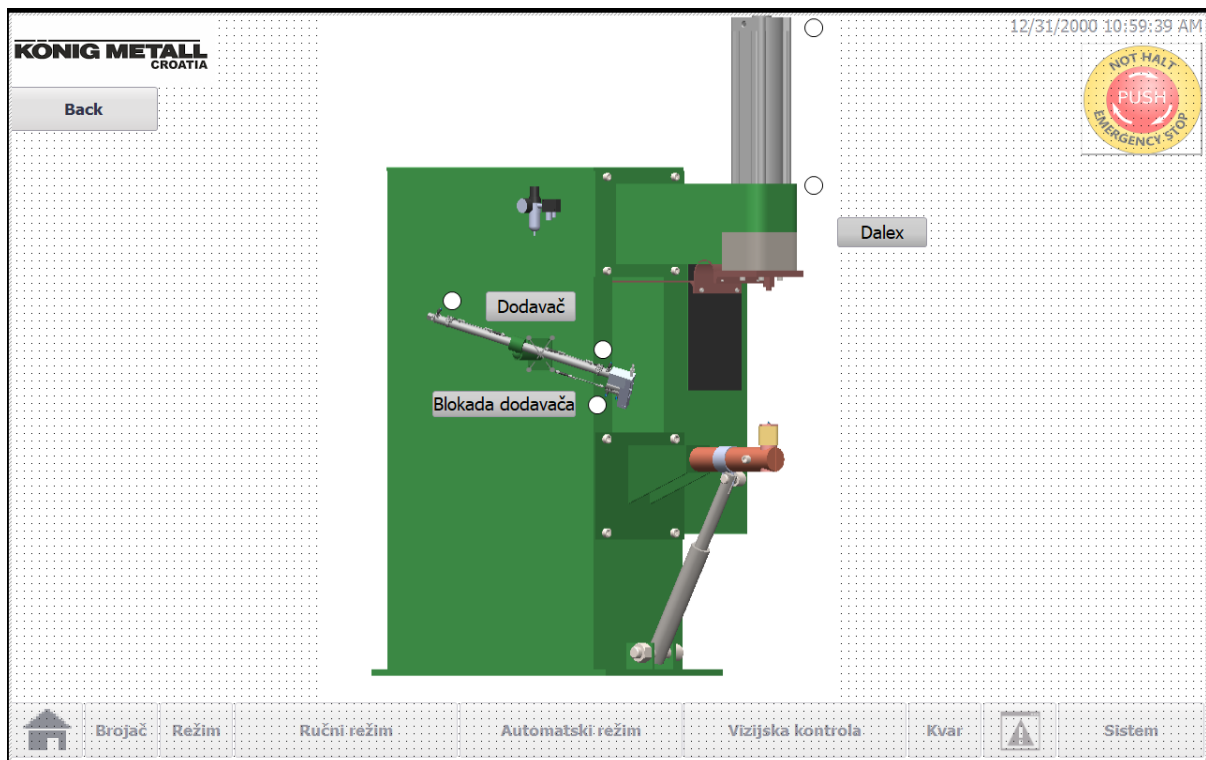 12/31/2000 10:59:39 AM
KÖNIG METALL
CROATIA
NOT HALT
PUSH
EMERGENCY STOP
Back
Dalex
Dodavač
Blokada dodavača
Brojač
Režim
Ručni režim
Automatski režim
Vizijska kontrola
Kvar
Sistem